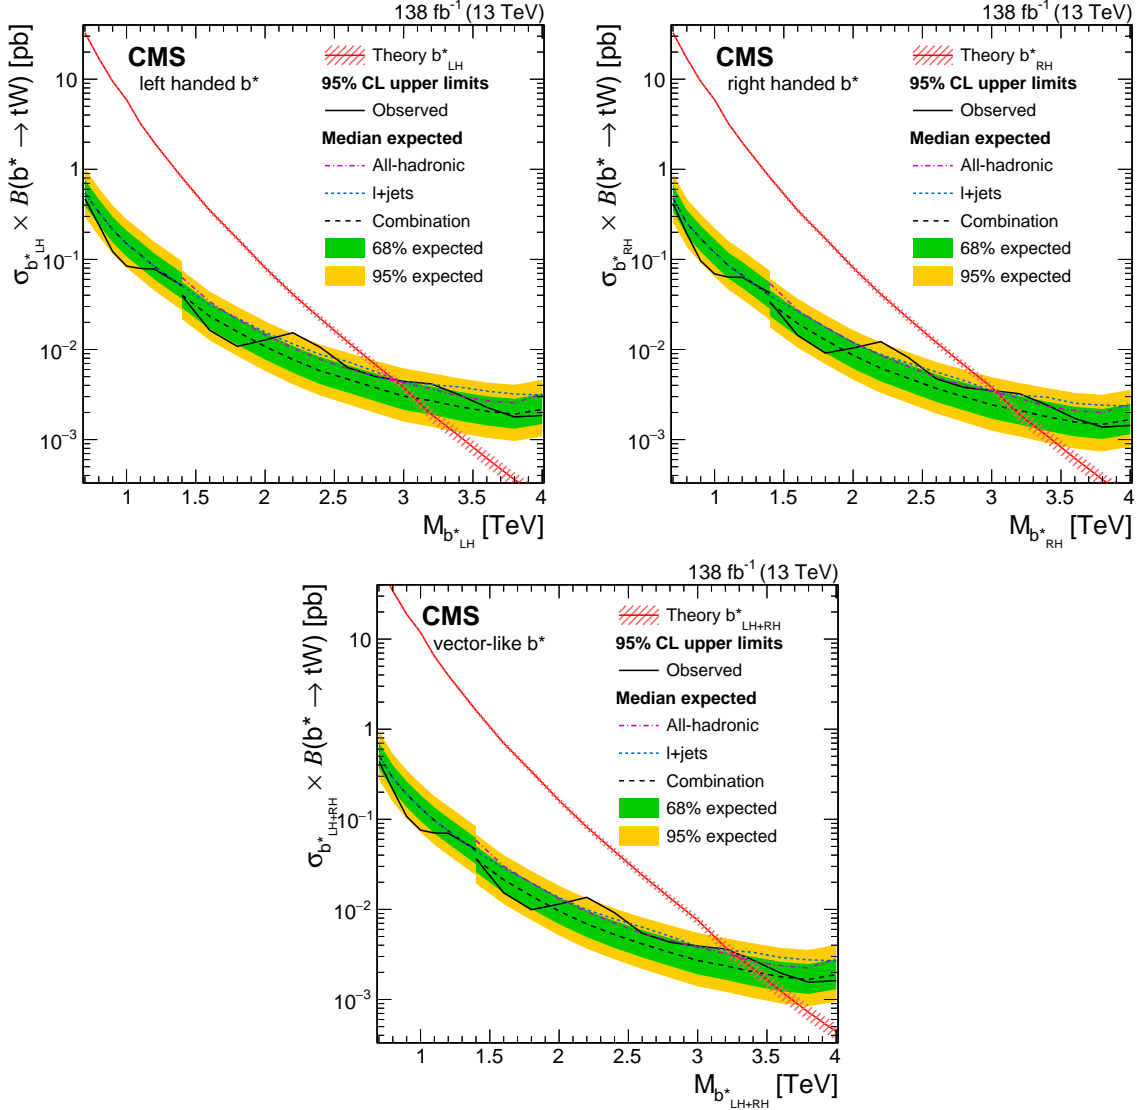 138 fb⁻¹ (13 TeV)
CMS
left handed b*
Theory b*LH
95% CL upper limits
Observed
Median expected
All-hadronic
l+jets
Combination
68% expected
95% expected
σb*LH × B(b* → tW) [pb]
10
1
10⁻¹
10⁻²
10⁻³
1 1.5 2 2.5 3 3.5 4
Mb*LH [TeV]
138 fb⁻¹ (13 TeV)
CMS
right handed b*
Theory b*RH
95% CL upper limits
Observed
Median expected
All-hadronic
l+jets
Combination
68% expected
95% expected
σb*RH × B(b* → tW) [pb]
10
1
10⁻¹
10⁻²
10⁻³
1 1.5 2 2.5 3 3.5 4
Mb*RH [TeV]
138 fb⁻¹ (13 TeV)
CMS
vector-like b*
Theory b*LH+RH
95% CL upper limits
Observed
Median expected
All-hadronic
l+jets
Combination
68% expected
95% expected
σb*LH+RH × B(b* → tW) [pb]
10
1
10⁻¹
10⁻²
10⁻³
1 1.5 2 2.5 3 3.5 4
Mb*LH+RH [TeV]